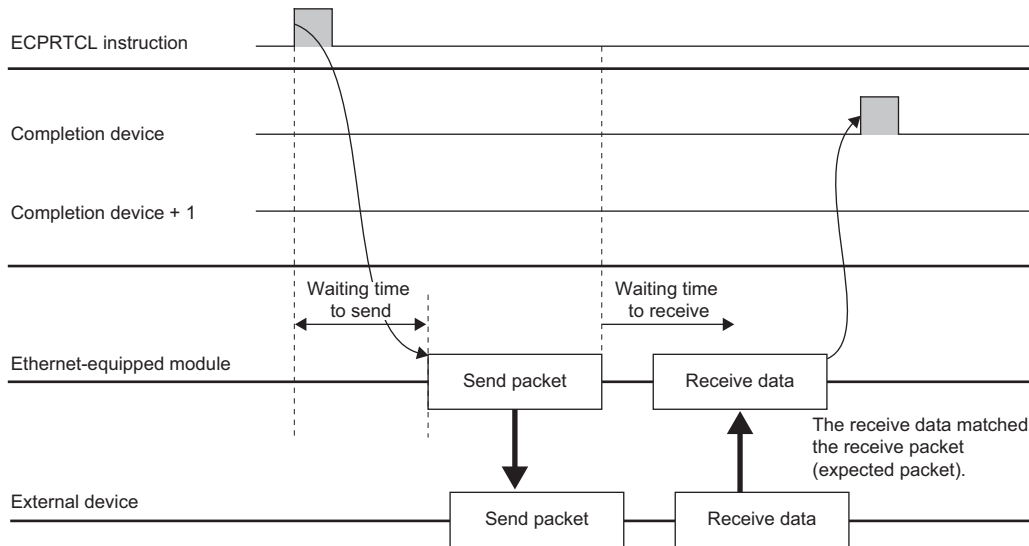 ECPRTCL instruction
Completion device
Completion device + 1
Waiting time
to send
Waiting time
to receive
Ethernet-equipped module
Send packet
Receive data
The receive data matched
the receive packet
(expected packet).
External device
Send packet
Receive data